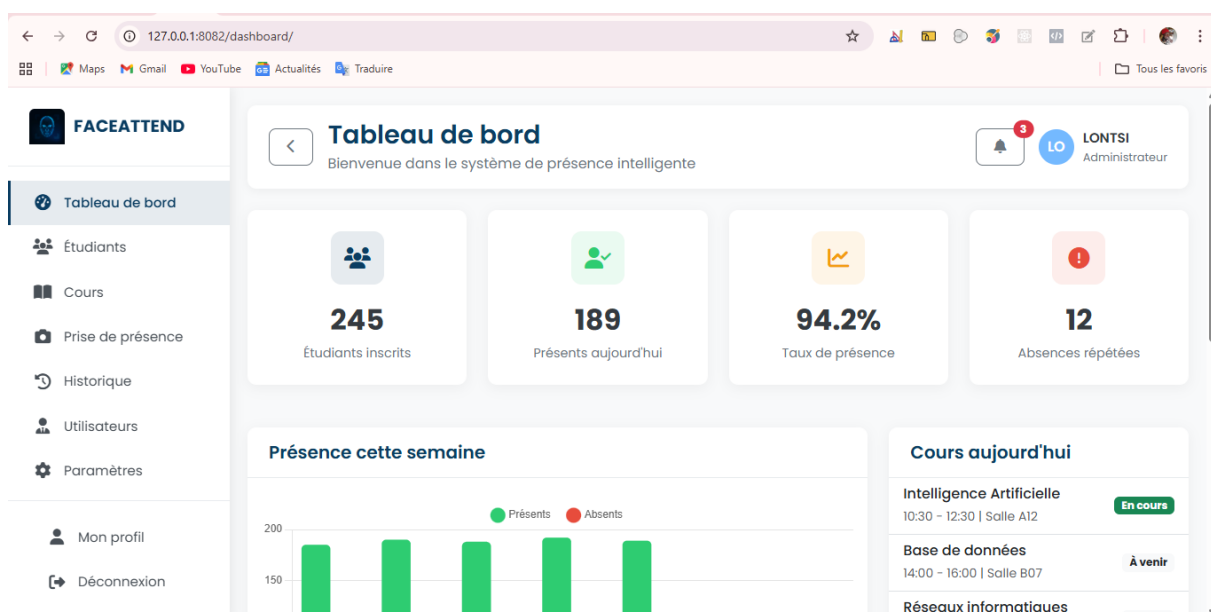 127.0.0.1:8082/dashboard/
Maps Gmail YouTube Actualités Traduire Tous les favoris
FACEATTEND
Tableau de bord
Étudiants
Cours
Prise de présence
Historique
Utilisateurs
Paramètres
Mon profil
Déconnexion
Tableau de bord
Bienvenue dans le système de présence intelligente
3
LO
LONTSI
Administrateur
245
Étudiants inscrits
189
Présents aujourd'hui
94.2%
Taux de présence
12
Absences répétées
Présence cette semaine
Présents Absents
200
150
Cours aujourd'hui
Intelligence Artificielle
10:30 - 12:30 | Salle A12
En cours
Base de données
14:00 - 16:00 | Salle B07
À venir
Réseaux informatiques